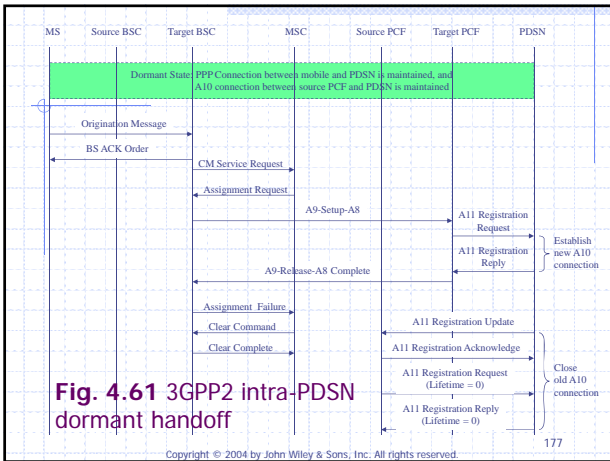 MS Source BSC Target BSC MSC Source PCF Target PCF PDSN
Dormant State: PPP Connection between mobile and PDSN is maintained, and
A10 connection between source PCF and PDSN is maintained
Origination Message
BS ACK Order
CM Service Request
Assignment Request
A9-Setup-A8
A11 Registration
Request
A11 Registration
Reply
Establish
new A10
connection
A9-Release-A8 Complete
Assignment Failure
A11 Registration Update
Clear Command
A11 Registration Acknowledge
Clear Complete
A11 Registration Request
(Lifetime = 0)
Close
old A10
connection
A11 Registration Reply
(Lifetime = 0)
Fig. 4.61 3GPP2 intra-PDSN
dormant handoff
177
Copyright © 2004 by John Wiley & Sons, Inc. All rights reserved.